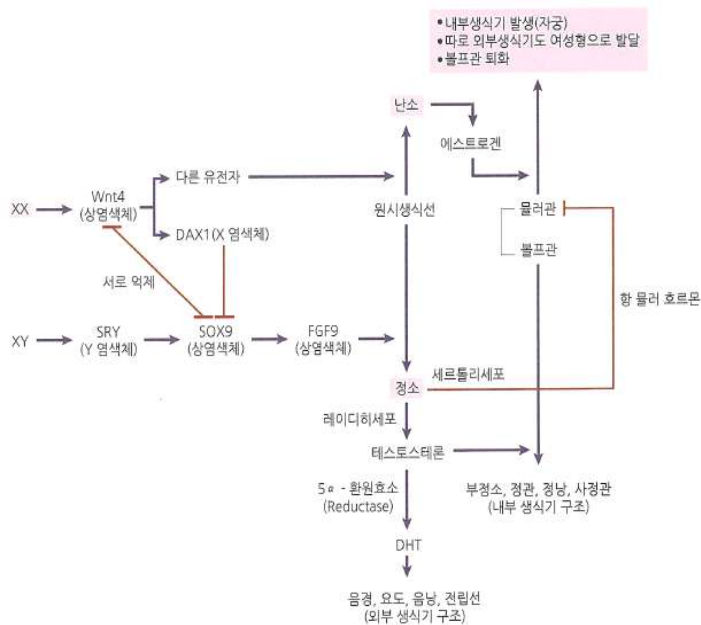 •내부생식기 발생(자궁)
•따로 외부생식기도 여성형으로 발달
•볼프관 퇴화
난소
에스트로겐
다른 유전자
Wnt4
(상염색체)
XX
DAX1(X 염색체)
원시생식선
뮬러관
볼프관
서로 억제
항 뮬러 호르몬
XY
SRY
(Y 염색체)
SOX9
(상염색체)
FGF9
(상염색체)
정소
세르톨리세포
레이디히세포
테스토스테론
5α - 환원효소
(Reductase)
부정소, 정관, 정낭, 사정관
(내부 생식기 구조)
DHT
음경, 요도, 음낭, 전립선
(외부 생식기 구조)